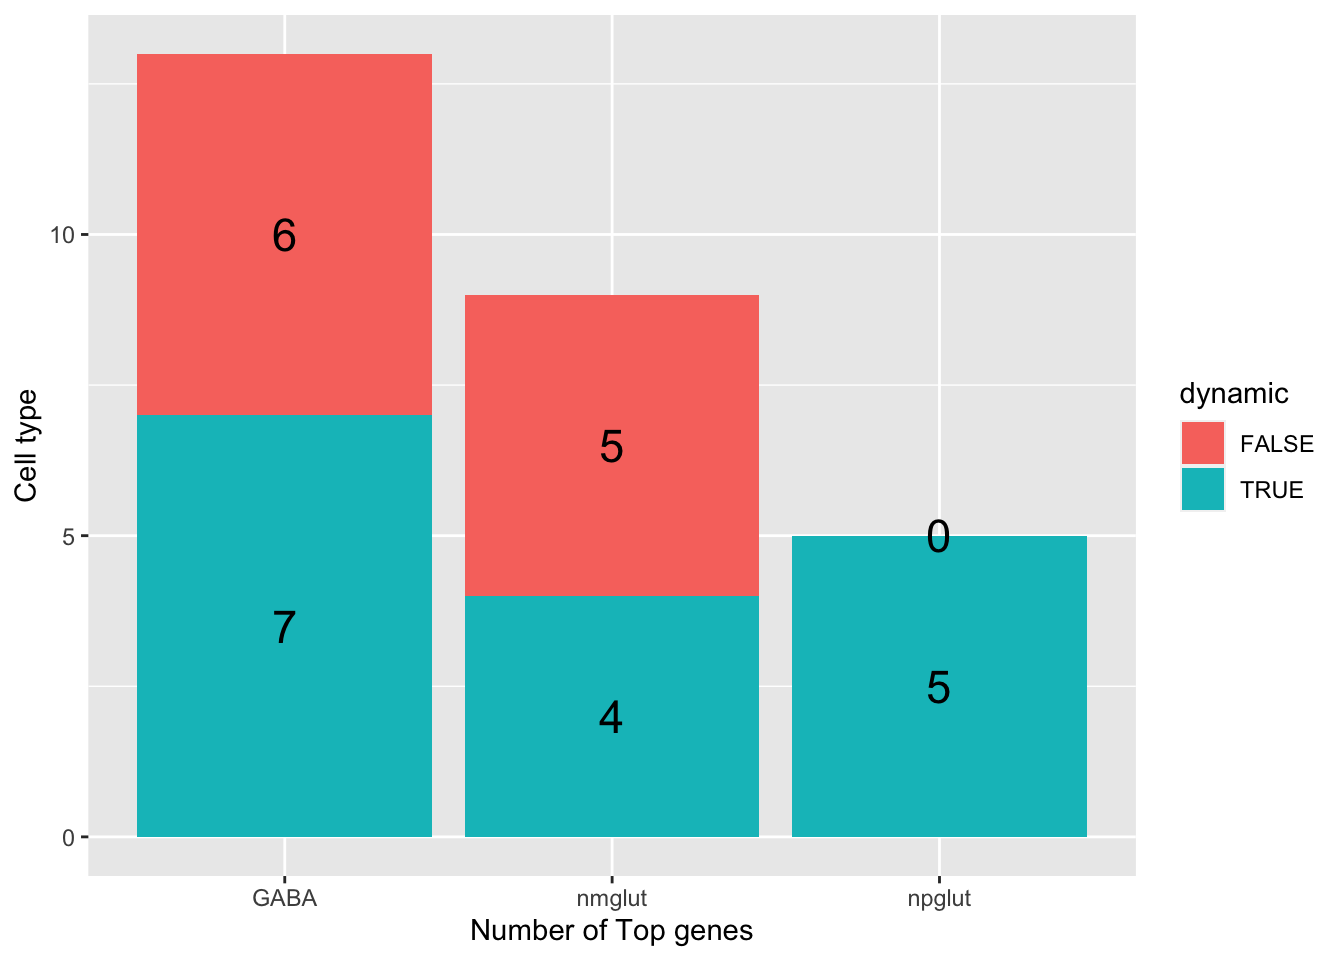 6
10
Cell type
5
dynamic
FALSE
TRUE
5
0
7
5
4
0
GABA
nmglut
npglut
Number of Top genes